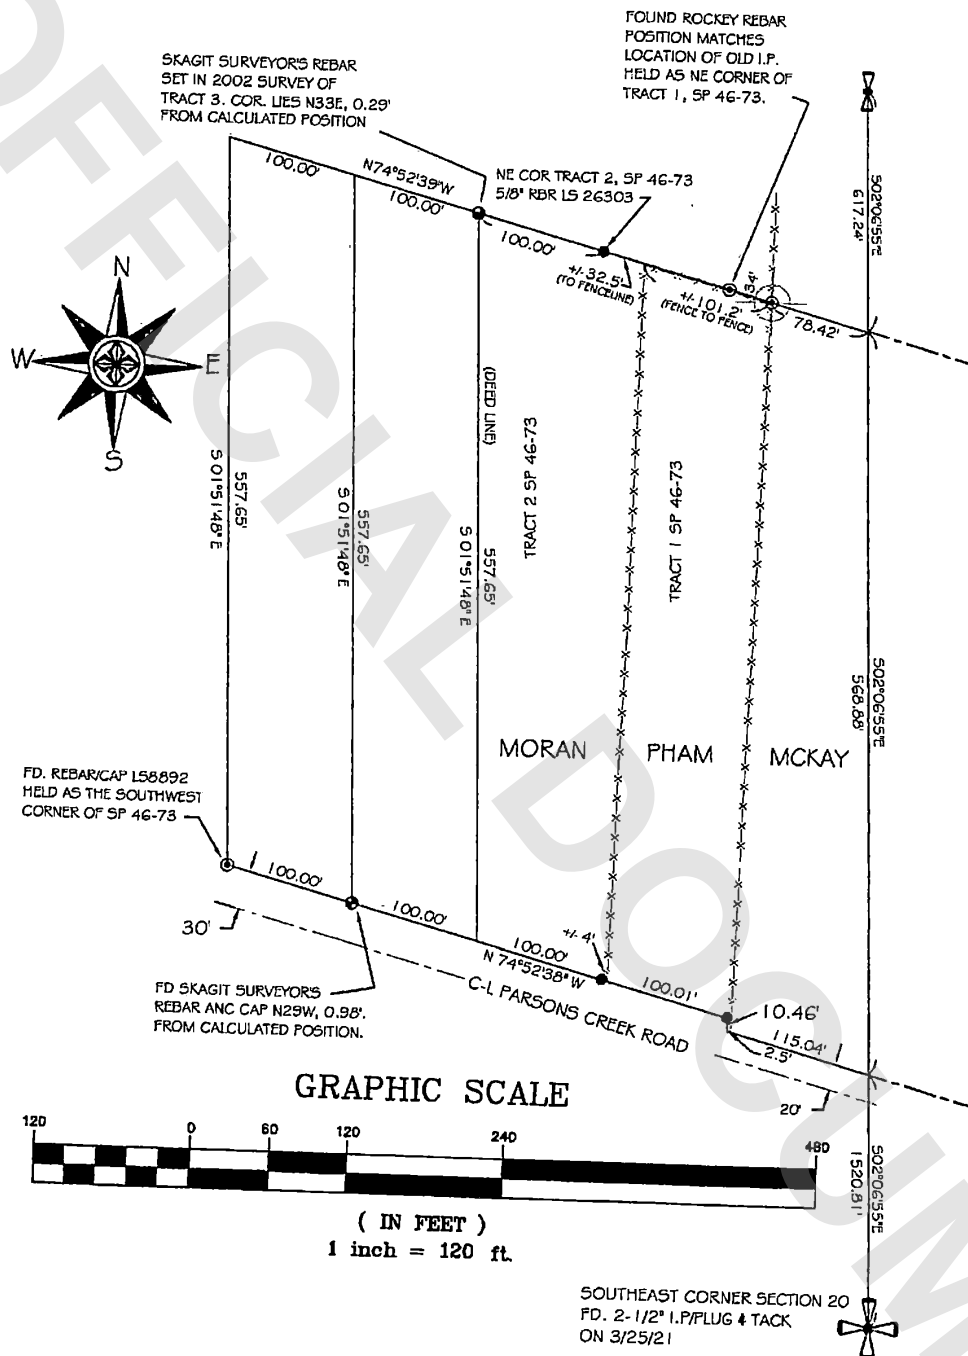 FOUND ROCKEY REBAR
POSITION MATCHES
LOCATION OF OLD I.P.
HELD AS NE CORNER OF
TRACT 1, SP 46-73.
SKAGIT SURVEYOR'S REBAR
SET IN 2002 SURVEY OF
TRACT 3. COR. LIES N33E, 0.29'
FROM CALCULATED POSITION
NE COR TRACT 2, SP 46-73
5/8" RBR LS 26303
N74°52'39"W
100.00'
100.00'
100.00'
+/-32.5'
(TO FENCELINE)
+/-101.2'
(FENCE TO FENCE)
34'
78.42'
S02°06'55"E
617.24'
N
W
E
S
557.65'
S 01°51'48" E
557.65'
S 01°51'48" E
(DEED LINE)
557.65'
S 01°51'48" E
TRACT 2 SP 46-73
TRACT 1 SP 46-73
S02°06'55"E
568.88'
MORAN
PHAM
MCKAY
FD. REBAR/CAP LS8892
HELD AS THE SOUTHWEST
CORNER OF SP 46-73
100.00'
100.00'
100.00'
N 74°52'38" W
+/-4'
100.01'
10.46'
2.5'
115.04'
30'
20'
C-L PARSONS CREEK ROAD
FD SKAGIT SURVEYOR'S
REBAR ANC CAP N29W, 0.98'.
FROM CALCULATED POSITION.
S02°06'55"E
1520.81'
GRAPHIC SCALE
120
0
60
120
240
480
( IN FEET )
1 inch = 120 ft.
SOUTHEAST CORNER SECTION 20
FD. 2-1/2" I.P/PLUG & TACK
ON 3/25/21
OFFICIAL DOCUM